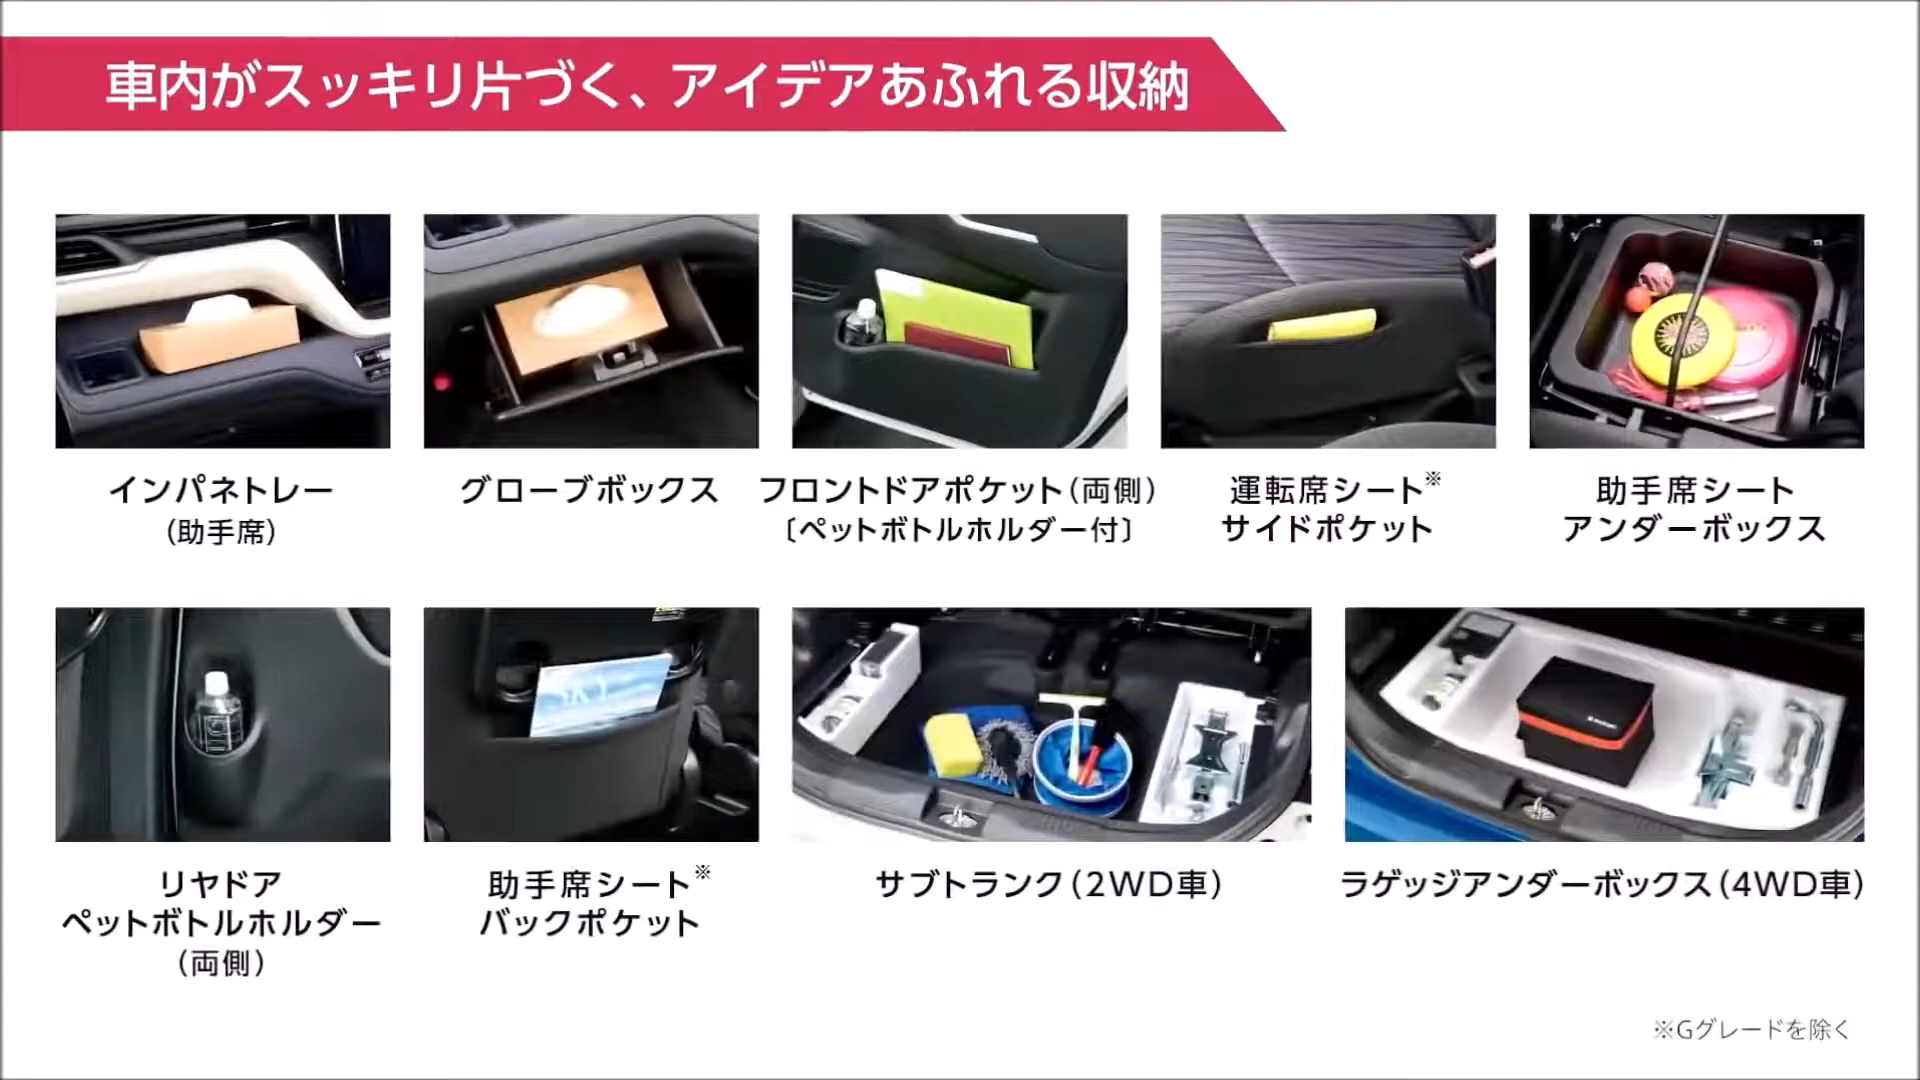 車内がスッキリ片づく、アイデアあふれる収納
インパネトレー
(助手席)
グローブボックス
フロントドアポケット(両側)
〔ペットボトルホルダー付〕
運転席シート※
サイドポケット
助手席シート
アンダーボックス
SKY
リヤドア
ペットボトルホルダー
(両側)
助手席シート※
バックポケット
サブトランク(2WD車)
ラゲッジアンダーボックス(4WD車)
※Gグレードを除く